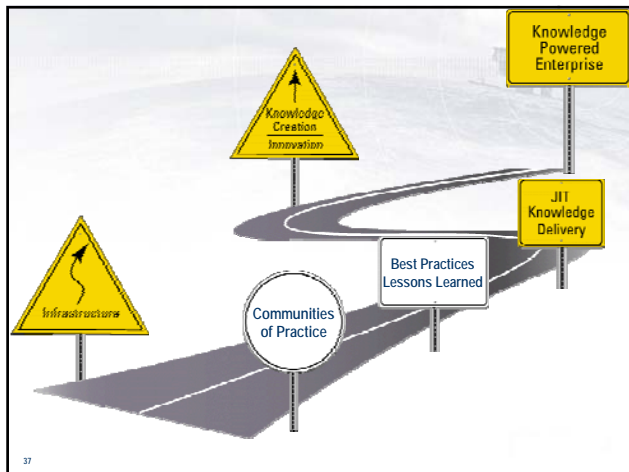 Knowledge
Powered
Enterprise
Knowledge
Creation
Innovation
JIT
Knowledge
Delivery
Best Practices
Lessons Learned
Infrastructure
Communities
of Practice
37